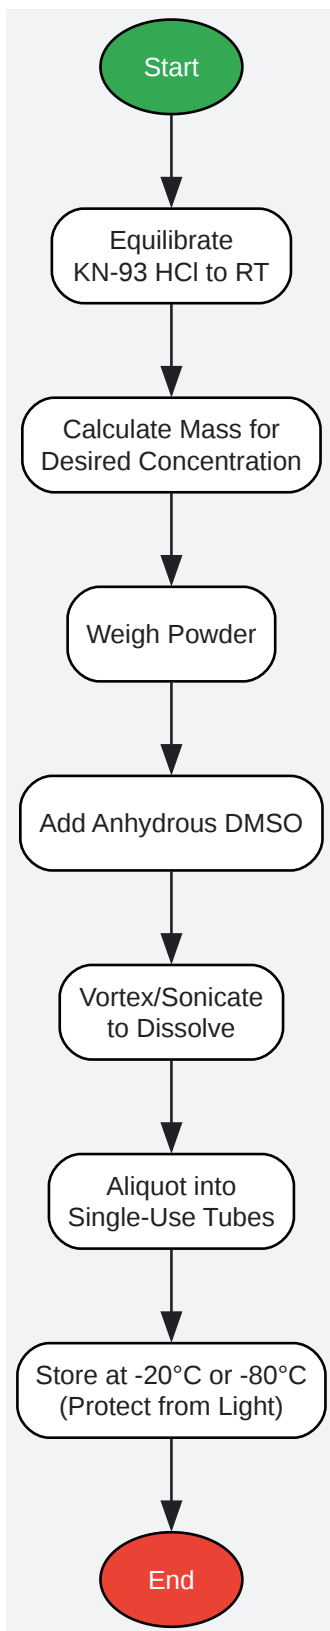 Start
Equilibrate
KN-93 HCl to RT
Calculate Mass for
Desired Concentration
Weigh Powder
Add Anhydrous DMSO
Vortex/Sonicate
to Dissolve
Aliquot into
Single-Use Tubes
Store at -20°C or -80°C
(Protect from Light)
End